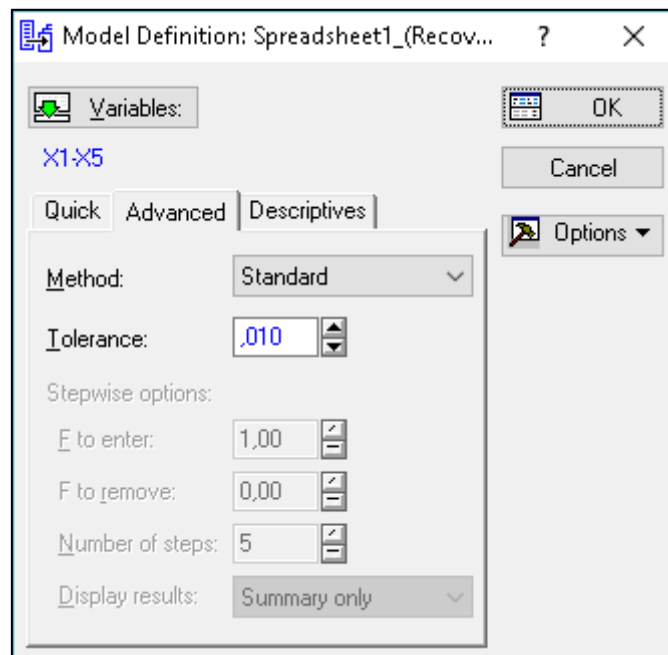 Model Definition: Spreadsheet1_(Recov... ? ×
Variables:
OK
X1-X5
Cancel
Quick Advanced Descriptives
Options
Method: Standard
Tolerance: ,010
Stepwise options:
F to enter: 1,00
F to remove: 0,00
Number of steps: 5
Display results: Summary only